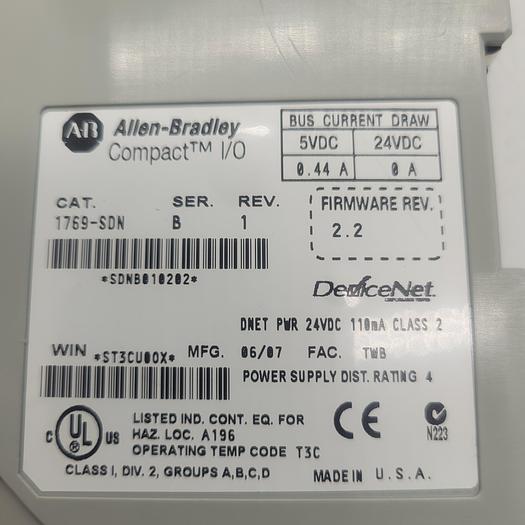 AB Allen-Bradley
Compact™ I/O
BUS CURRENT DRAW
5VDC 24VDC
0.44 A 0 A
CAT. SER. REV.
1769-SDN B 1
FIRMWARE REV.
2.2
*SDNB010202*
DeviceNet
DNET PWR 24VDC 110mA CLASS 2
WIN *ST3CU00X* MFG. 06/07 FAC. TWB
POWER SUPPLY DIST. RATING 4
C UL US
LISTED IND. CONT. EQ. FOR
HAZ. LOC. A196
OPERATING TEMP CODE T3C
CLASS I, DIV. 2, GROUPS A,B,C,D
CE
N223
MADE IN U.S.A.